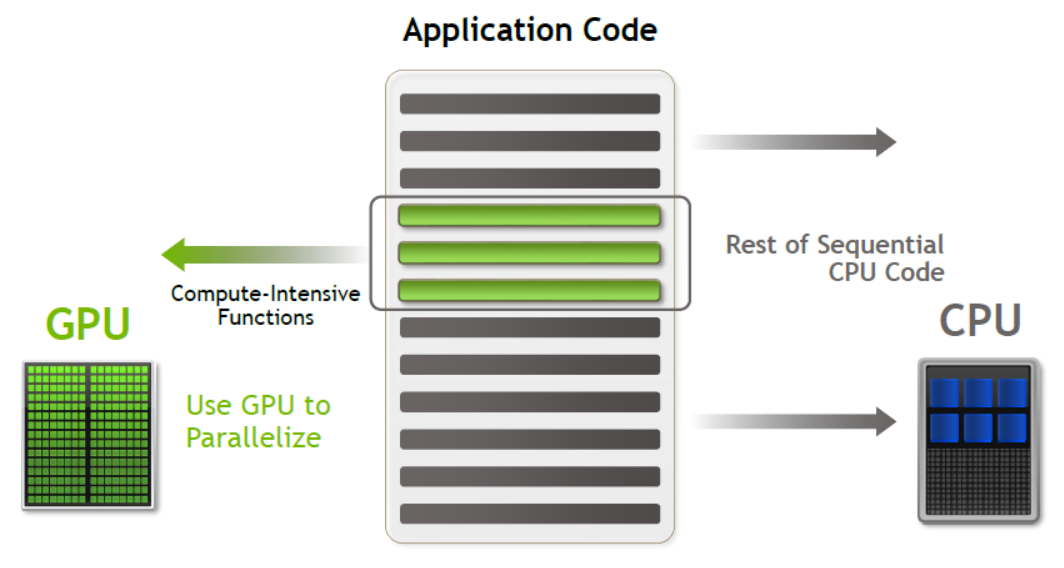 Application Code
Rest of Sequential
CPU Code
Compute-Intensive
Functions
GPU
CPU
Use GPU to
Parallelize